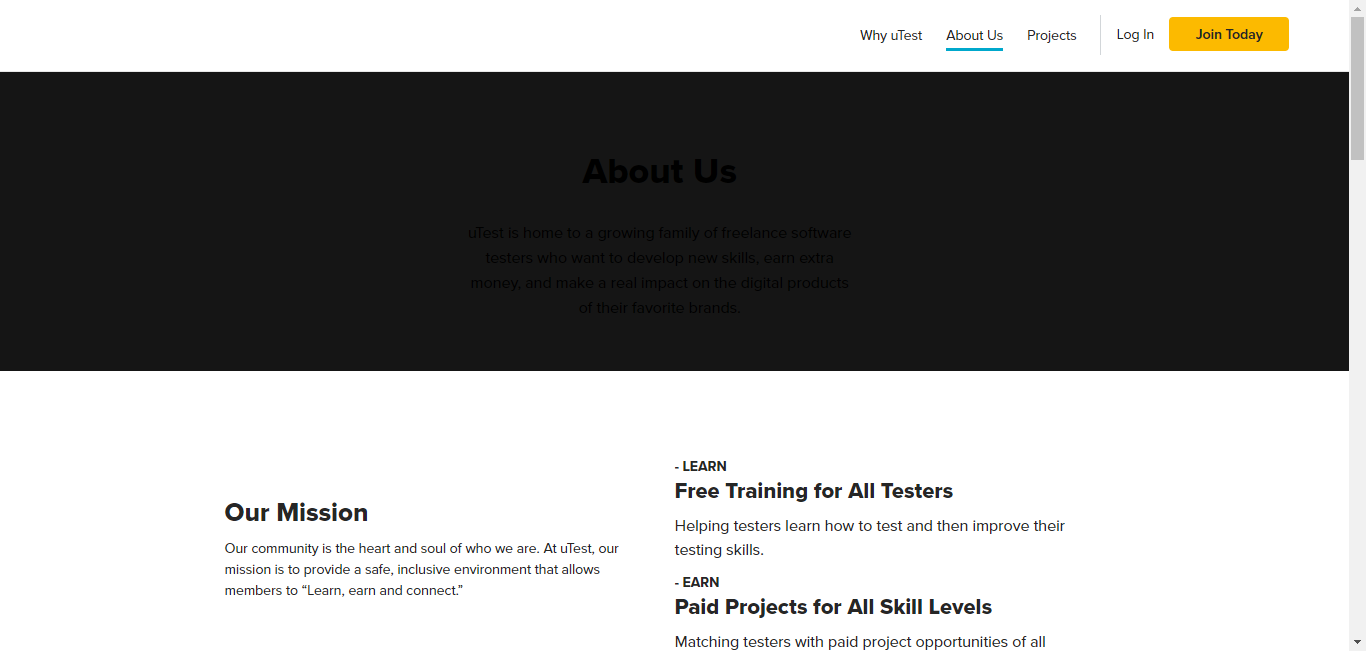 Why uTest
About Us
Projects
Log In
Join Today
About Us
uTest is home to a growing family of freelance software
testers who want to develop new skills, earn extra
money, and make a real impact on the digital products
of their favorite brands.
Our Mission
Our community is the heart and soul of who we are. At uTest, our
mission is to provide a safe, inclusive environment that allows
members to “Learn, earn and connect.”
- LEARN
Free Training for All Testers
Helping testers learn how to test and then improve their
testing skills.
- EARN
Paid Projects for All Skill Levels
Matching testers with paid project opportunities of all